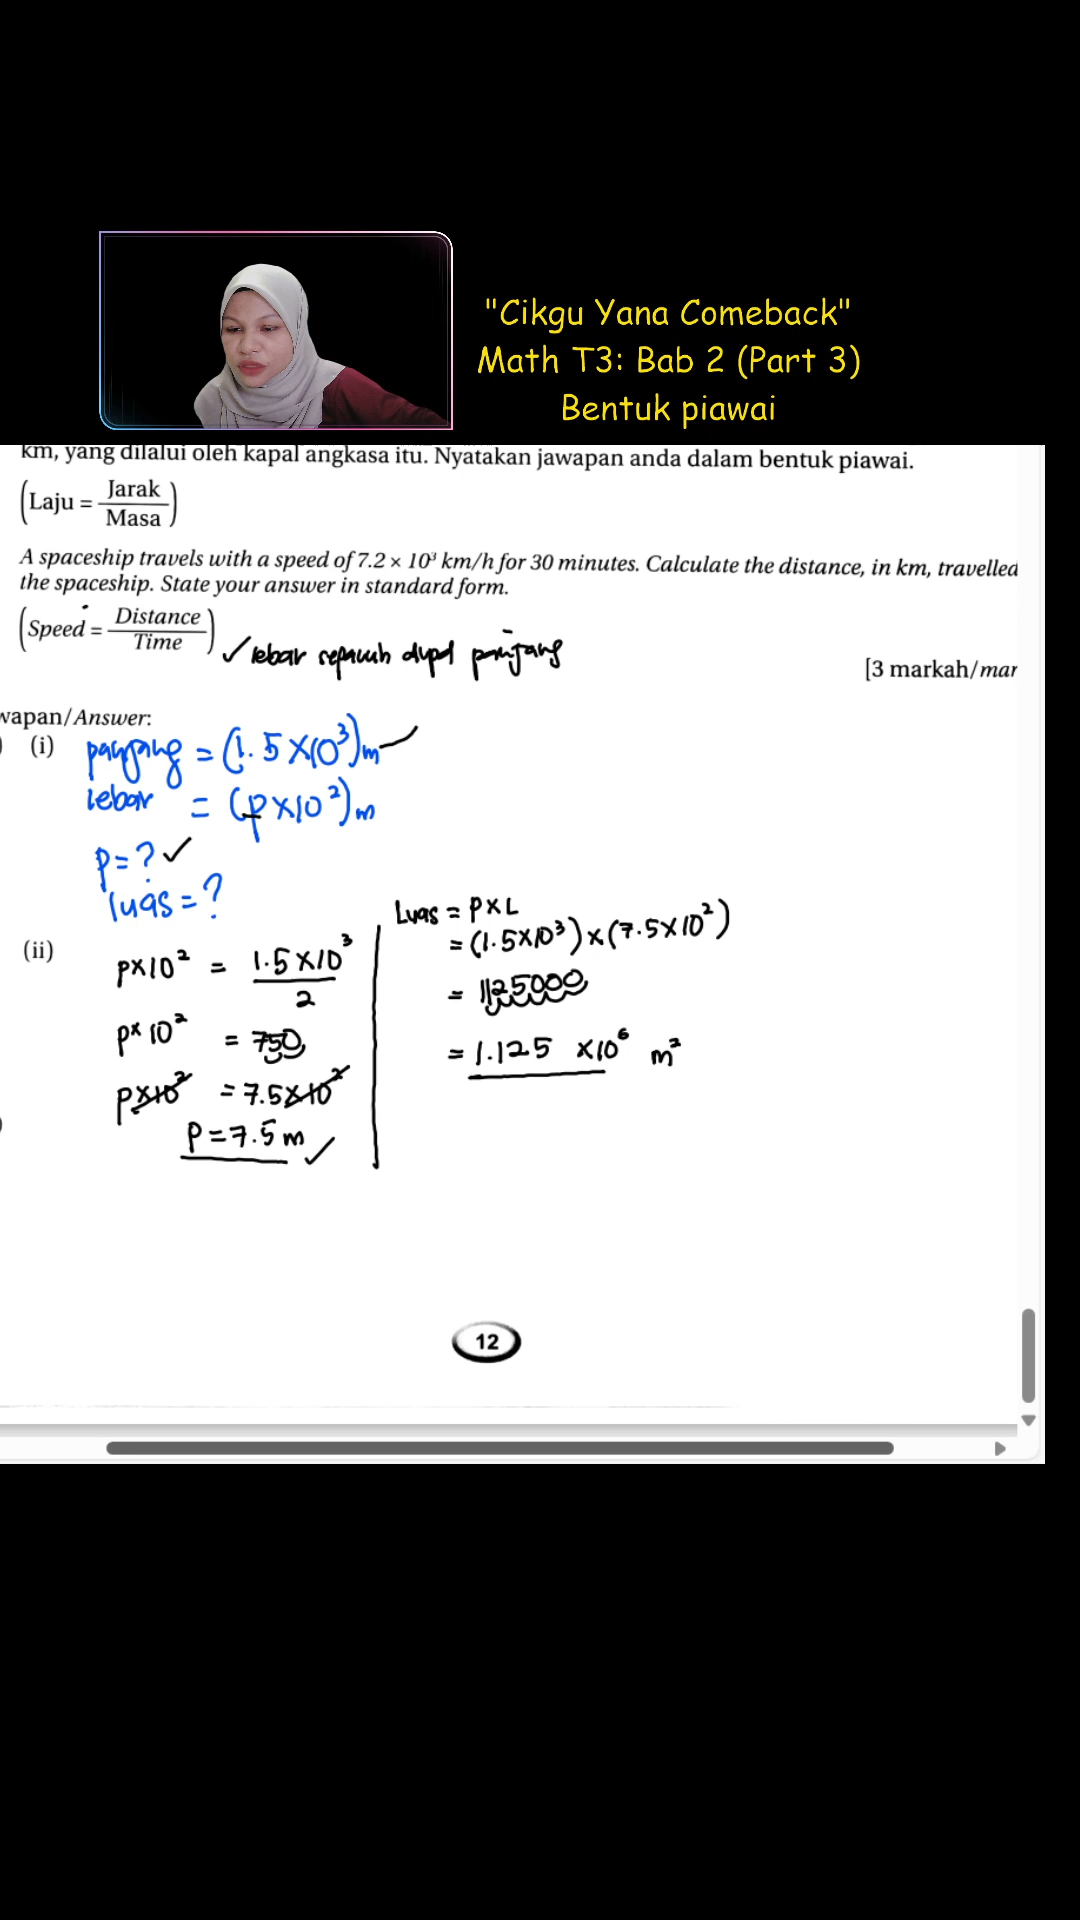 "Cikgu Yana Comeback"
Math T3: Bab 2 (Part 3)
Bentuk piawai
km, yang dilalui oleh kapal angkasa itu. Nyatakan jawapan anda dalam bentuk piawai.
(Laju = Jarak / Masa)
A spaceship travels with a speed of 7.2 × 10³ km/h for 30 minutes. Calculate the distance, in km, travelled
the spaceship. State your answer in standard form.
(Speed = Distance / Time)
✓ lebar separuh drpd panjang
[3 markah/mar
wapan/Answer:
(i) panjang = (1.5×10³)m ✓
lebar = (p×10²)m
p = ? ✓
luas = ?
(ii)
p×10² = 1.5×10³ / 2
p×10² = 750
p×10² = 7.5×10²
p = 7.5 m ✓
Luas = P×L
= (1.5×10³)×(7.5×10²)
= 1125000
= 1.125 ×10⁶ m²
12